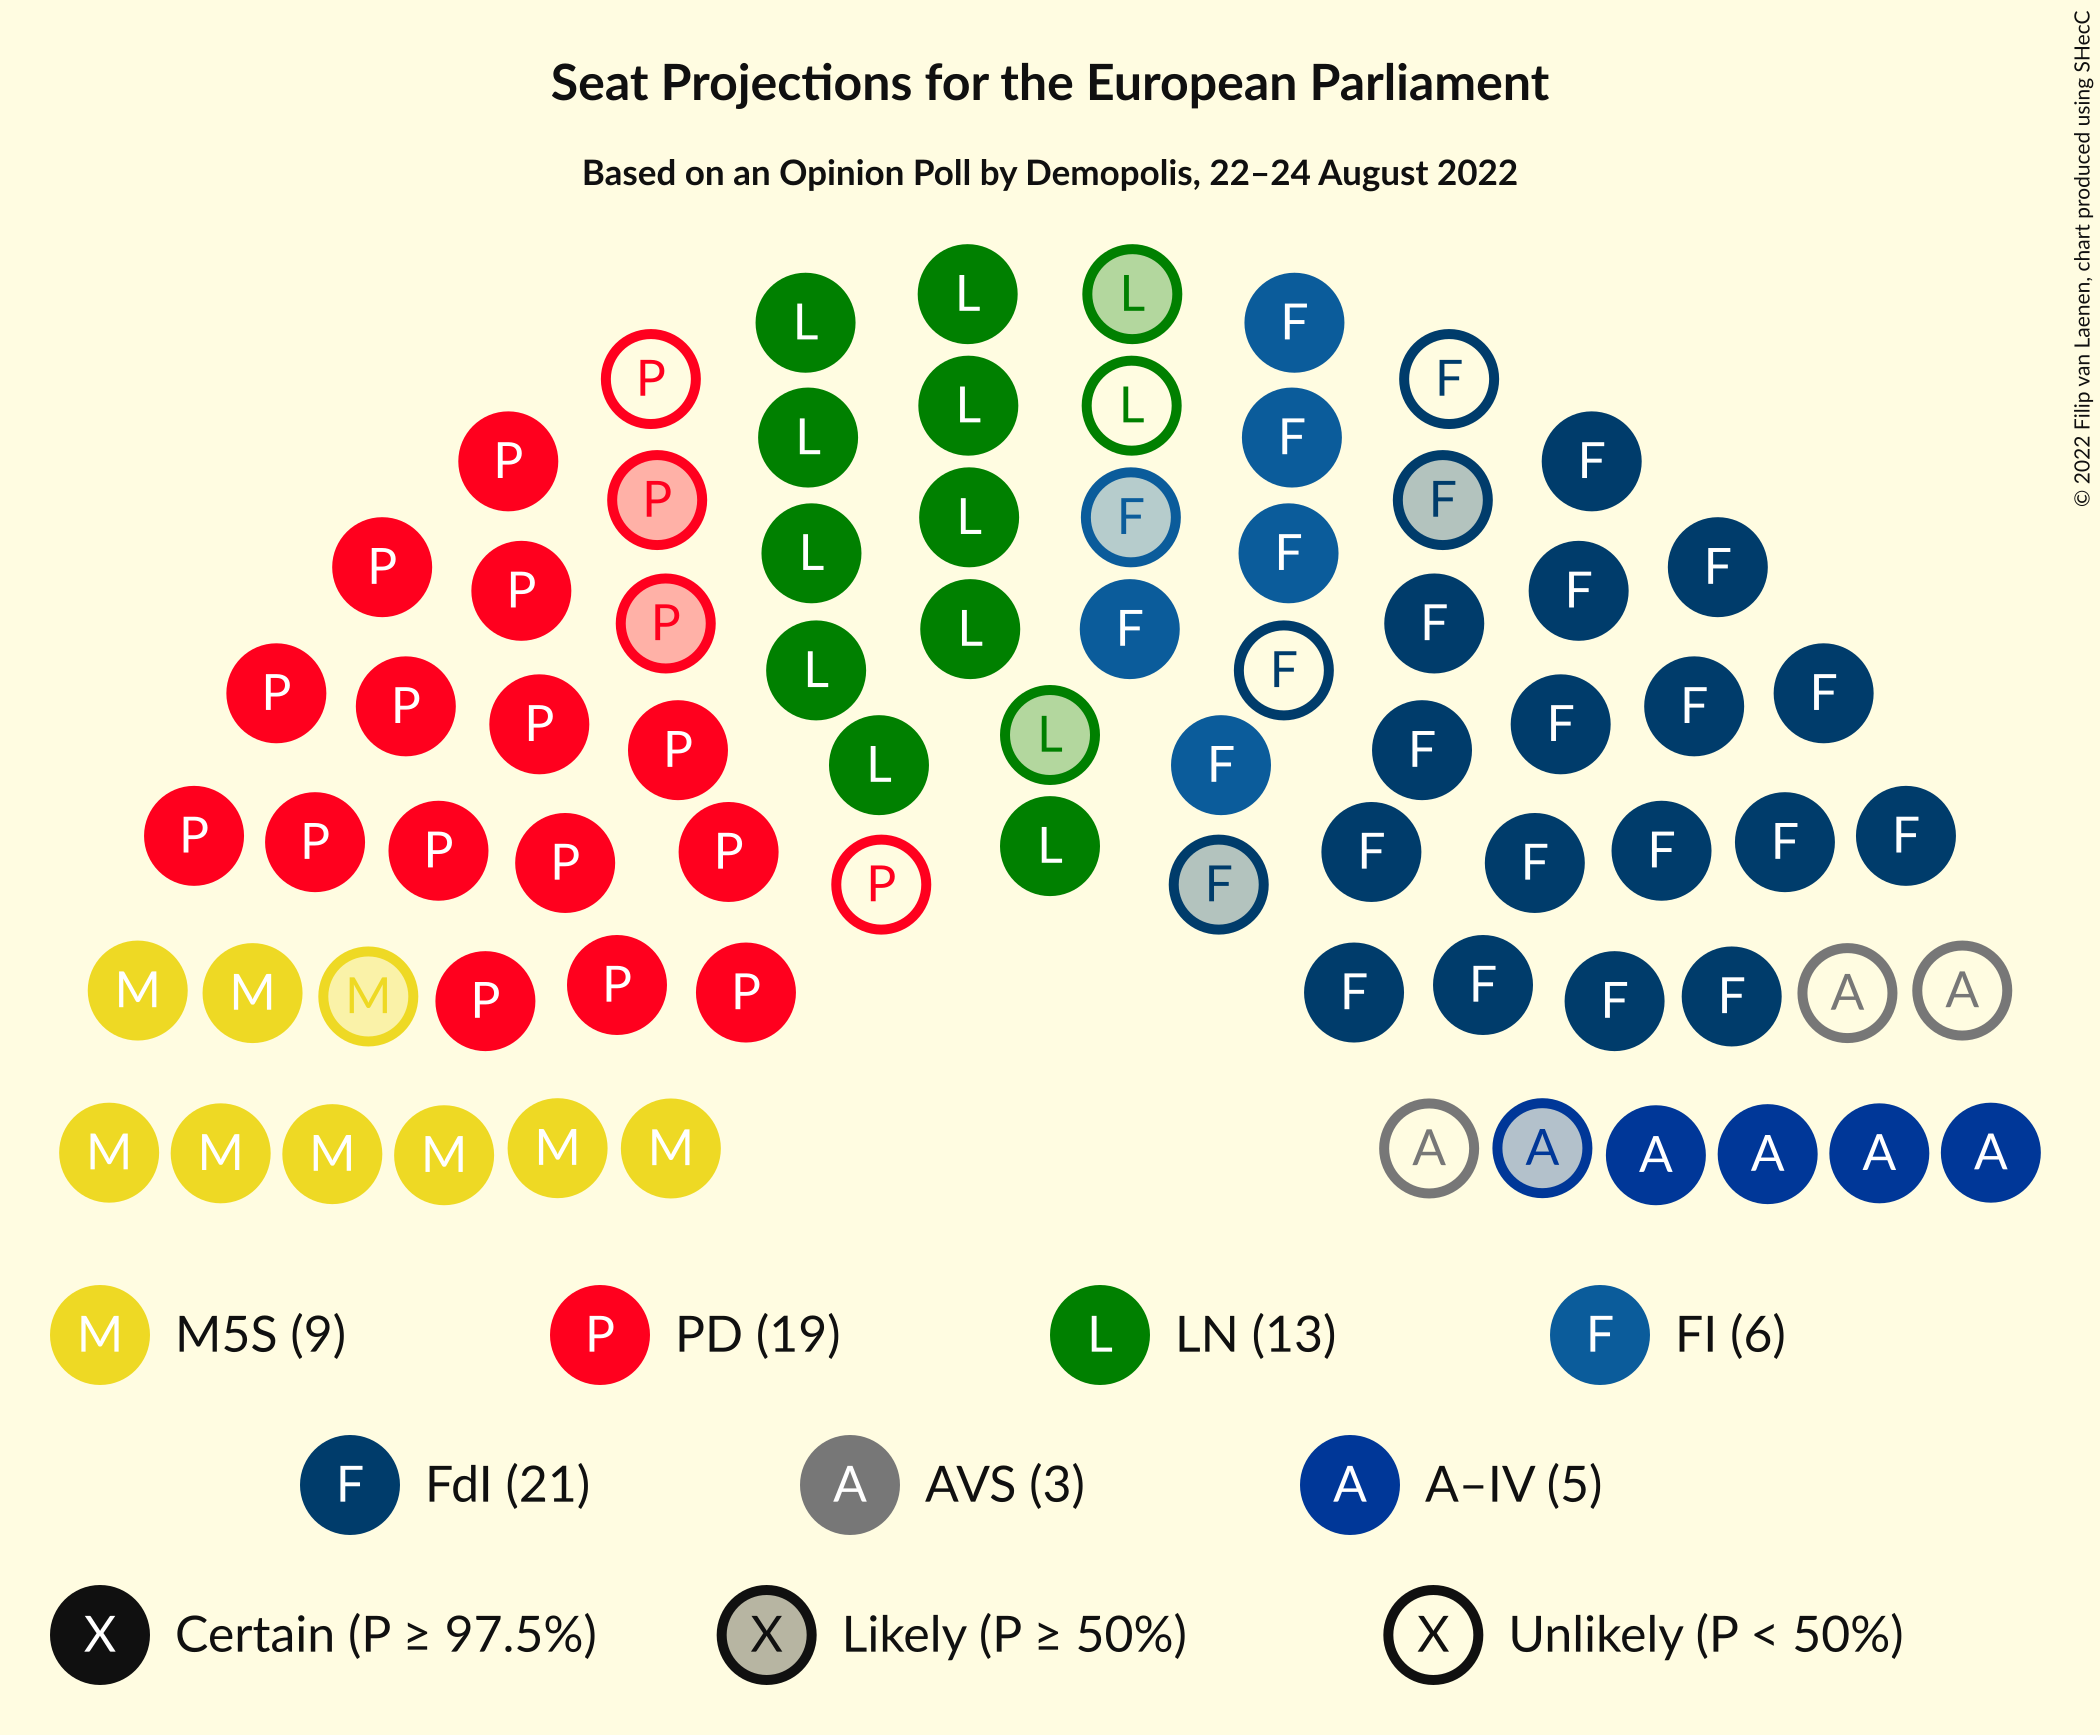 Seat Projections for the European Parliament
Based on an Opinion Poll by Demopolis, 22–24 August 2022
© 2022 Filip van Laenen, chart produced using SHecC
L L
L L F
P F
L L
L F
P F
P F
L F
P F
L F
P F
P F
L F
L F
P F
P F
P F
P F
L
P F
L F
P F
P F
P P P P P L F F F F F
P F
M M M P P P F F F F A A
M M M M M M A A A A A A
M M5S (9) P PD (19) L LN (13) F FI (6)
F FdI (21) A AVS (3) A A–IV (5)
X Certain (P ≥ 97.5%) X Likely (P ≥ 50%) X Unlikely (P < 50%)